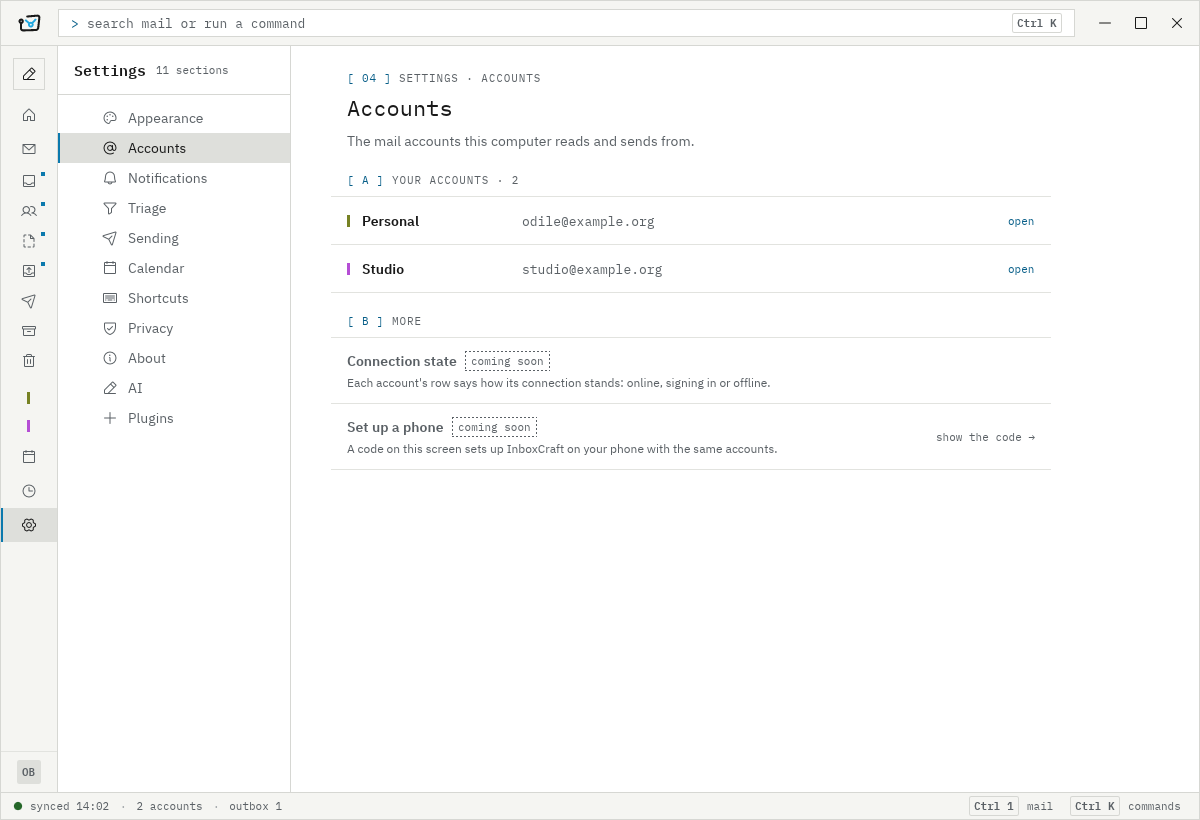 > search mail or run a command Ctrl K
Settings 11 sections
Appearance
Accounts
Notifications
Triage
Sending
Calendar
Shortcuts
Privacy
About
AI
Plugins
[ 04 ] SETTINGS · ACCOUNTS
Accounts
The mail accounts this computer reads and sends from.
[ A ] YOUR ACCOUNTS · 2
Personal odile@example.org open
Studio studio@example.org open
[ B ] MORE
Connection state coming soon
Each account's row says how its connection stands: online, signing in or offline.
Set up a phone coming soon
A code on this screen sets up InboxCraft on your phone with the same accounts.
show the code →
OB
synced 14:02 · 2 accounts · outbox 1 Ctrl 1 mail Ctrl K commands